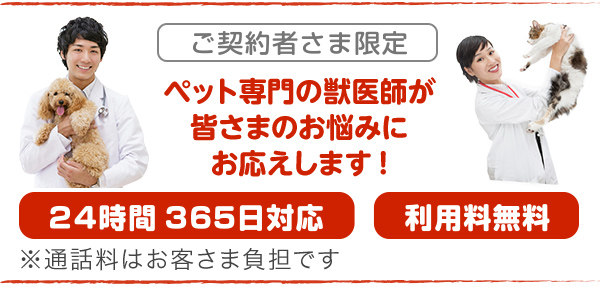 ご契約者さま限定
ペット専門の獣医師が
皆さまのお悩みに
お応えします!
24時間 365日対応
利用料無料
※通話料はお客さま負担です